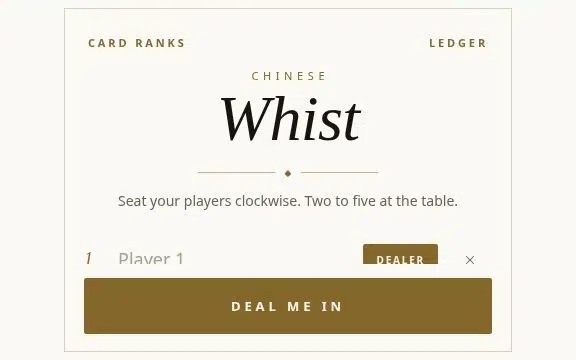 CARD RANKS
LEDGER
CHINESE
Whist
Seat your players clockwise. Two to five at the table.
1 Player 1 DEALER ×
DEAL ME IN